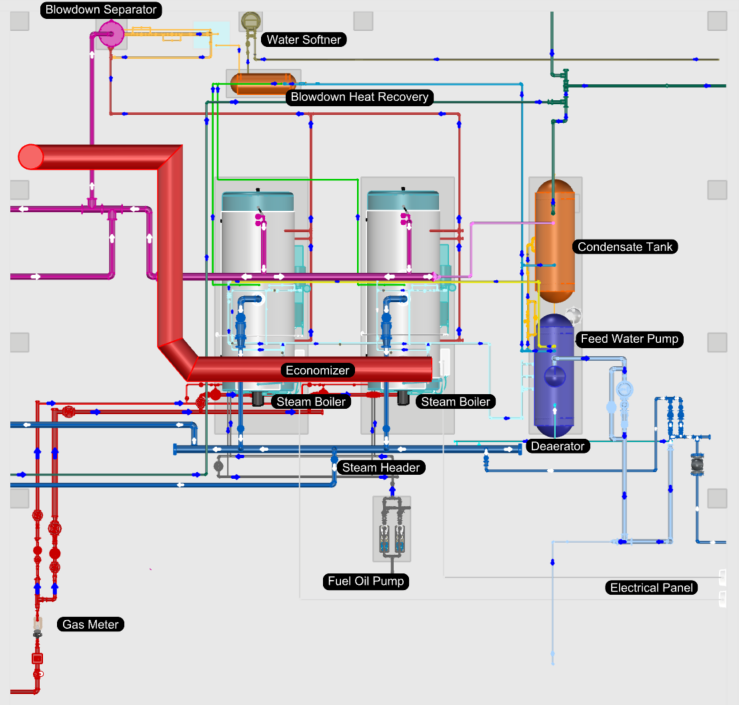 Blowdown Separator
Water Softner
Blowdown Heat Recovery
Condensate Tank
Feed Water Pump
Economizer
Steam Boiler
Steam Boiler
Deaerator
Steam Header
Fuel Oil Pump
Electrical Panel
Gas Meter